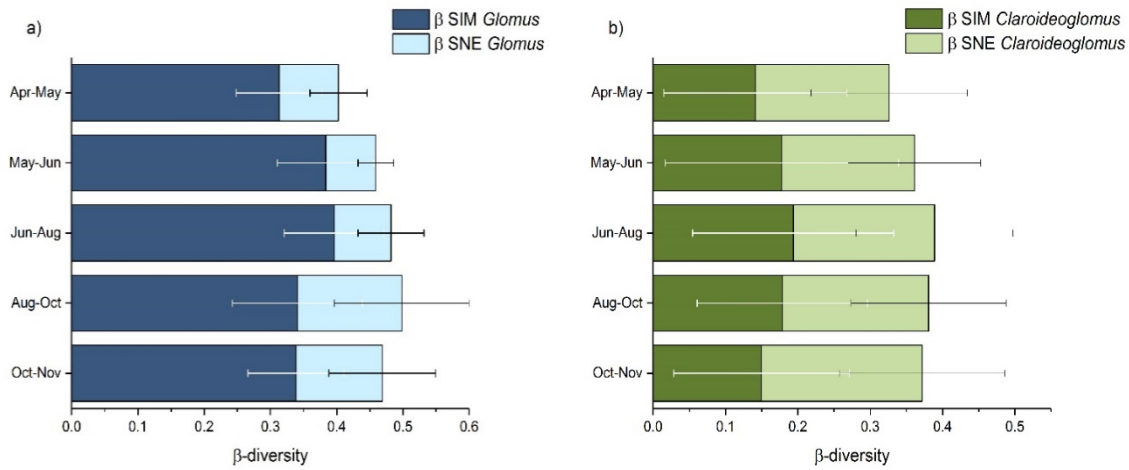 a)
β SIM Glomus
β SNE Glomus
Apr-May
May-Jun
Jun-Aug
Aug-Oct
Oct-Nov
0.0 0.1 0.2 0.3 0.4 0.5 0.6
β-diversity
b)
β SIM Claroideoglomus
β SNE Claroideoglomus
Apr-May
May-Jun
Jun-Aug
Aug-Oct
Oct-Nov
0.0 0.1 0.2 0.3 0.4 0.5
β-diversity